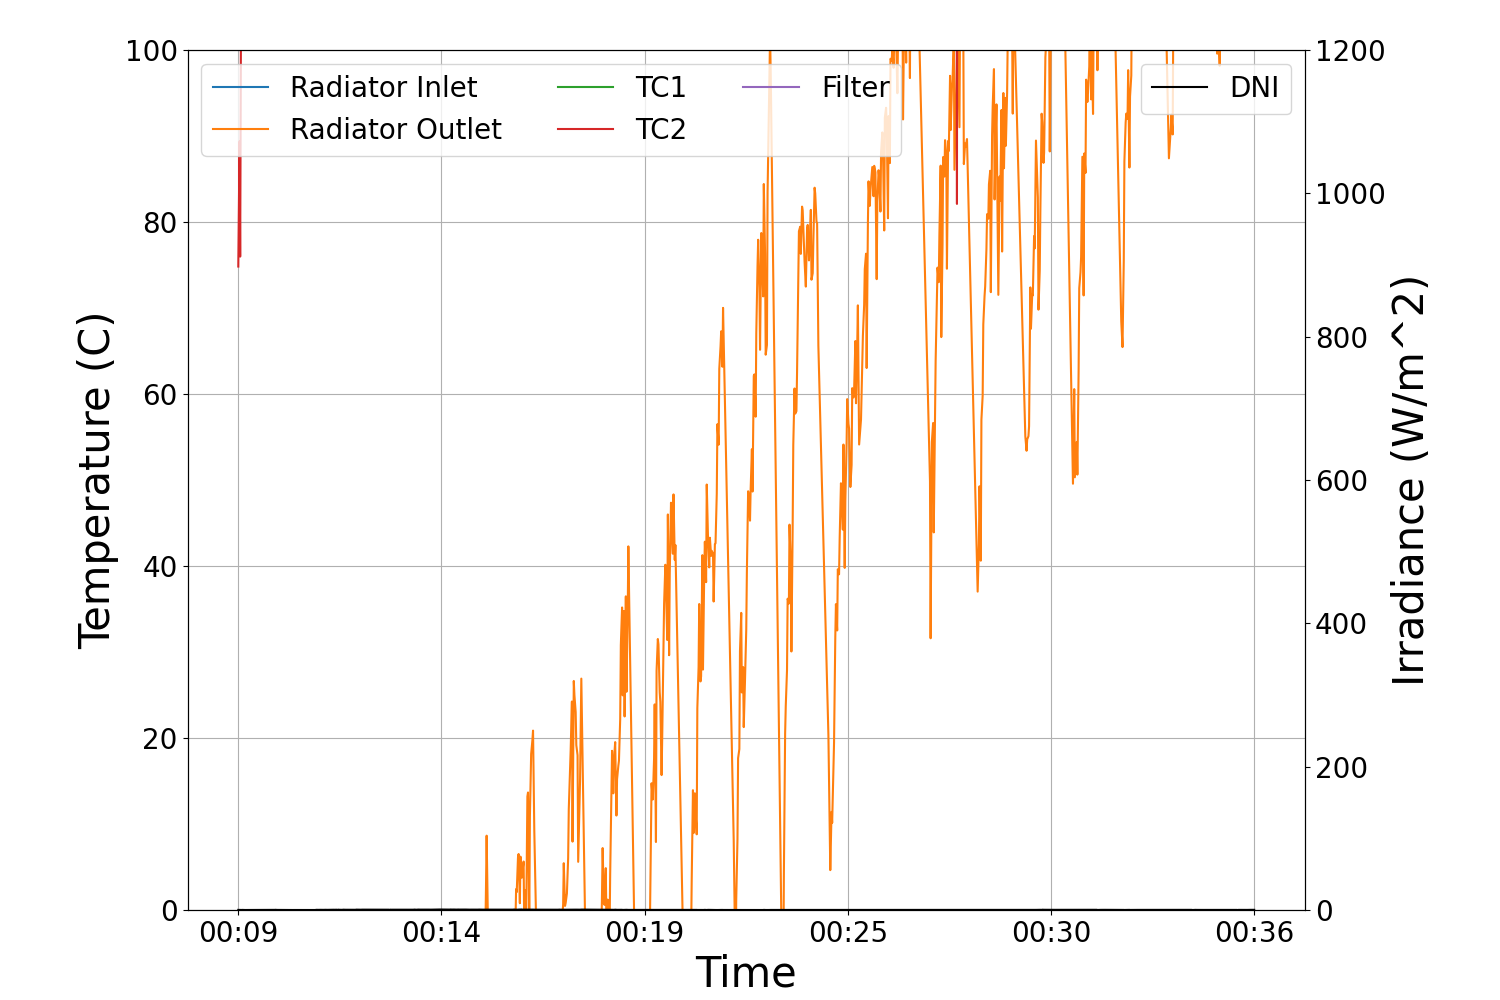 100
80
60
40
20
0
Temperature (C)
Radiator Inlet
Radiator Outlet
TC1
TC2
Filter
DNI
1200
1000
800
600
400
200
0
Irradiance (W/m^2)
00:09 00:14 00:19 00:25 00:30 00:36
Time